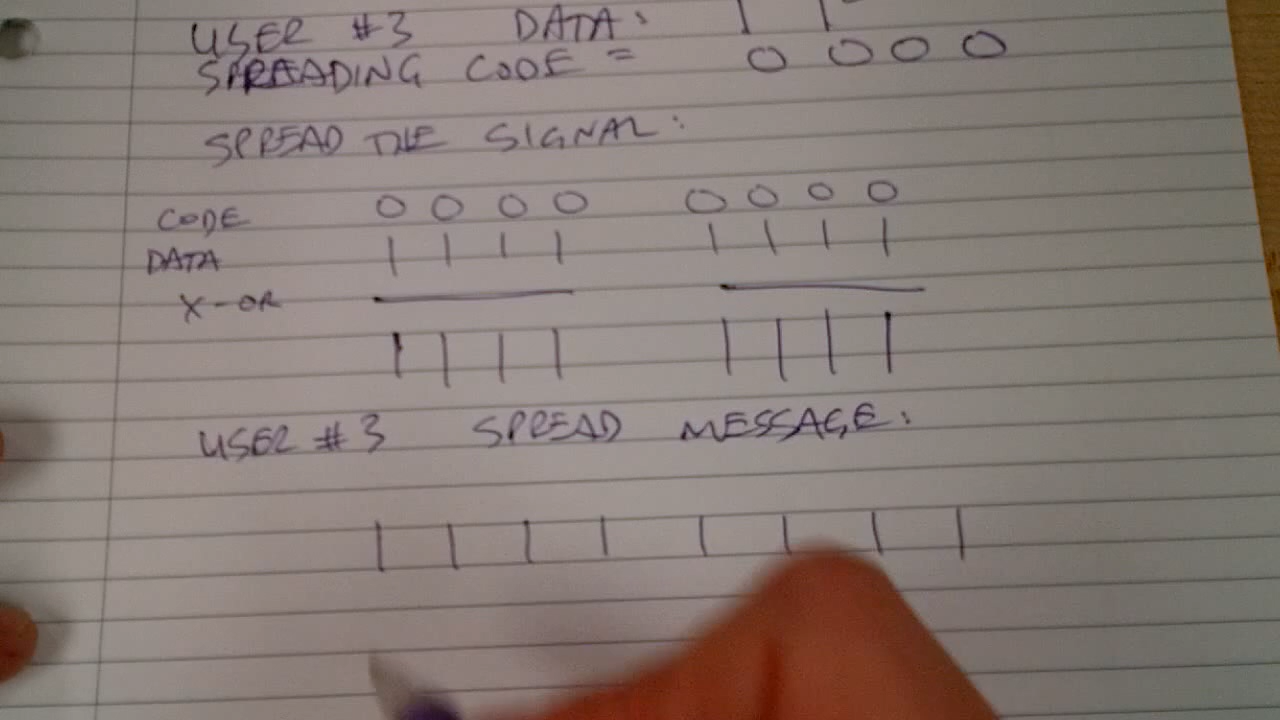 USER #3 DATA: 1 1
SPREADING CODE = 0 0 0 0
SPREAD THE SIGNAL:
CODE 0 0 0 0 0 0 0 0
DATA 1 1 1 1 1 1 1 1
X-OR
1 1 1 1 1 1 1 1
USER #3 SPREAD MESSAGE:
1 1 1 1 1 1 1 1